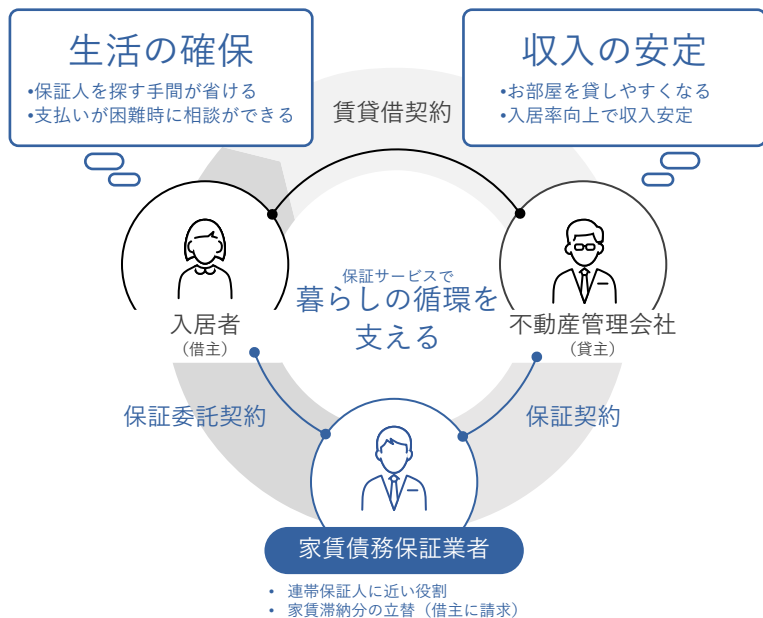 生活の確保
•保証人を探す手間が省ける
•支払いが困難時に相談ができる
収入の安定
•お部屋を貸しやすくなる
•入居率向上で収入安定
賃貸借契約
入居者
（借主）
保証サービスで
暮らしの循環を
支える
不動産管理会社
（貸主）
保証委託契約
保証契約
家賃債務保証業者
• 連帯保証人に近い役割
• 家賃滞納分の立替（借主に請求）